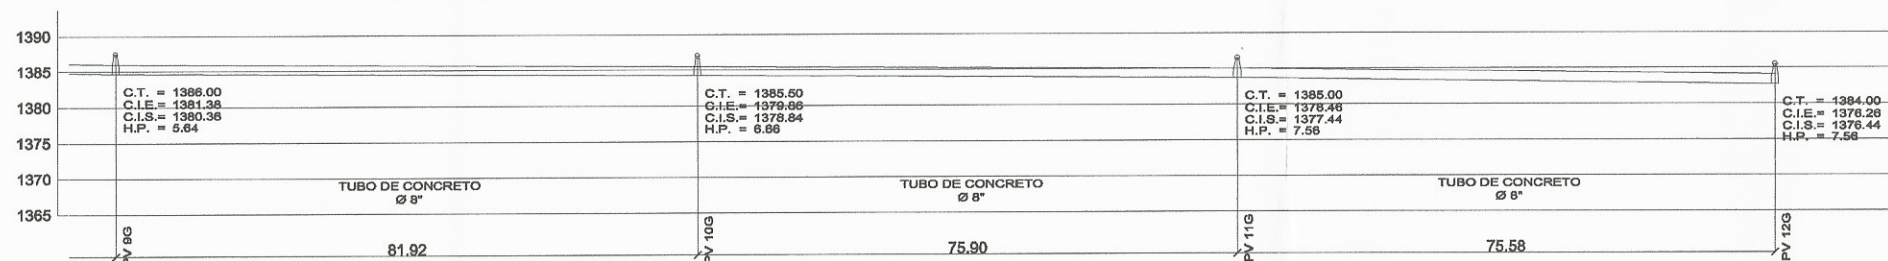 1390
1385
1380
1375
1370
1365
C.T. = 1386.00
C.I.E.= 1381.38
C.I.S.= 1380.36
H.P. = 5.64
C.T. = 1385.50
C.I.E.= 1379.86
C.I.S.= 1378.84
H.P. = 6.66
C.T. = 1385.00
C.I.E.= 1378.46
C.I.S.= 1377.44
H.P. = 7.56
C.T. = 1384.00
C.I.E.= 1376.26
C.I.S.= 1376.44
H.P. = 7.56
TUBO DE CONCRETO
Ø 8"
TUBO DE CONCRETO
Ø 8"
TUBO DE CONCRETO
Ø 6"
PV 9G
81.92
PV 10G
75.90
PV 11G
75.58
PV 12G